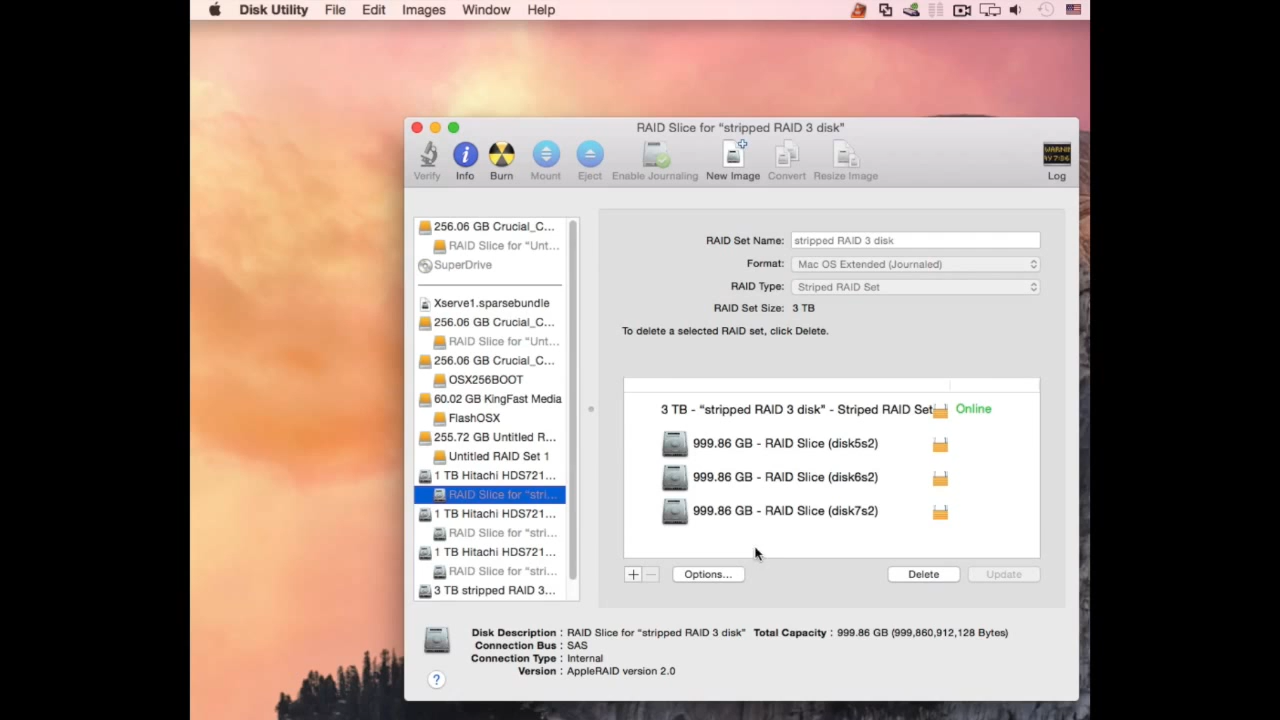 Disk Utility File Edit Images Window Help
RAID Slice for “stripped RAID 3 disk”
Verify Info Burn Mount Eject Enable Journaling New Image Convert Resize Image Log
256.06 GB Crucial_C...
RAID Slice for “Unt...
SuperDrive
Xserve1.sparsebundle
256.06 GB Crucial_C...
RAID Slice for “Unt...
256.06 GB Crucial_C...
OSX256BOOT
60.02 GB KingFast Media
FlashOSX
255.72 GB Untitled R...
Untitled RAID Set 1
1 TB Hitachi HDS721...
RAID Slice for “stri...
1 TB Hitachi HDS721...
RAID Slice for “stri...
1 TB Hitachi HDS721...
RAID Slice for “stri...
3 TB stripped RAID 3...
RAID Set Name: stripped RAID 3 disk
Format: Mac OS Extended (Journaled)
RAID Type: Striped RAID Set
RAID Set Size: 3 TB
To delete a selected RAID set, click Delete.
3 TB - “stripped RAID 3 disk” - Striped RAID Set Online
999.86 GB - RAID Slice (disk5s2)
999.86 GB - RAID Slice (disk6s2)
999.86 GB - RAID Slice (disk7s2)
+ − Options... Delete Update
Disk Description : RAID Slice for “stripped RAID 3 disk” Total Capacity : 999.86 GB (999,860,912,128 Bytes)
Connection Bus : SAS
Connection Type : Internal
Version : AppleRAID version 2.0
?